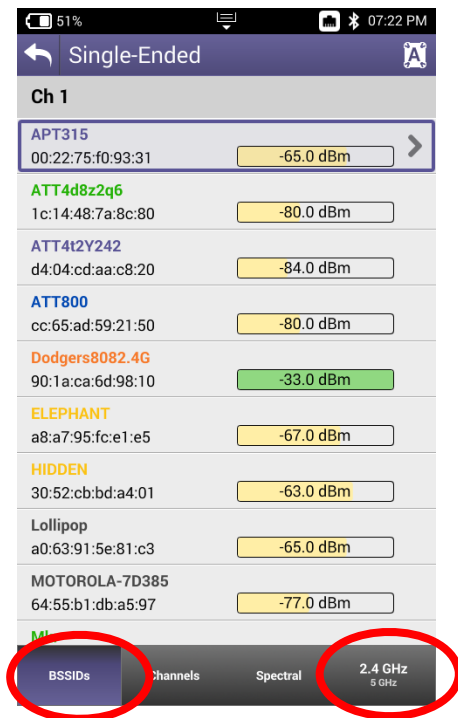 51%
07:22 PM
Single-Ended
A
Ch 1
APT315
00:22:75:f0:93:31 -65.0 dBm
ATT4d8z2q6
1c:14:48:7a:8c:80 -80.0 dBm
ATT4t2Y242
d4:04:cd:aa:c8:20 -84.0 dBm
ATT800
cc:65:ad:59:21:50 -80.0 dBm
Dodgers8082.4G
90:1a:ca:6d:98:10 -33.0 dBm
ELEPHANT
a8:a7:95:fc:e1:e5 -67.0 dBm
HIDDEN
30:52:cb:bd:a4:01 -63.0 dBm
Lollipop
a0:63:91:5e:81:c3 -65.0 dBm
MOTOROLA-7D385
64:55:b1:db:a5:97 -77.0 dBm
BSSIDs Channels Spectral 2.4 GHz
5 GHz